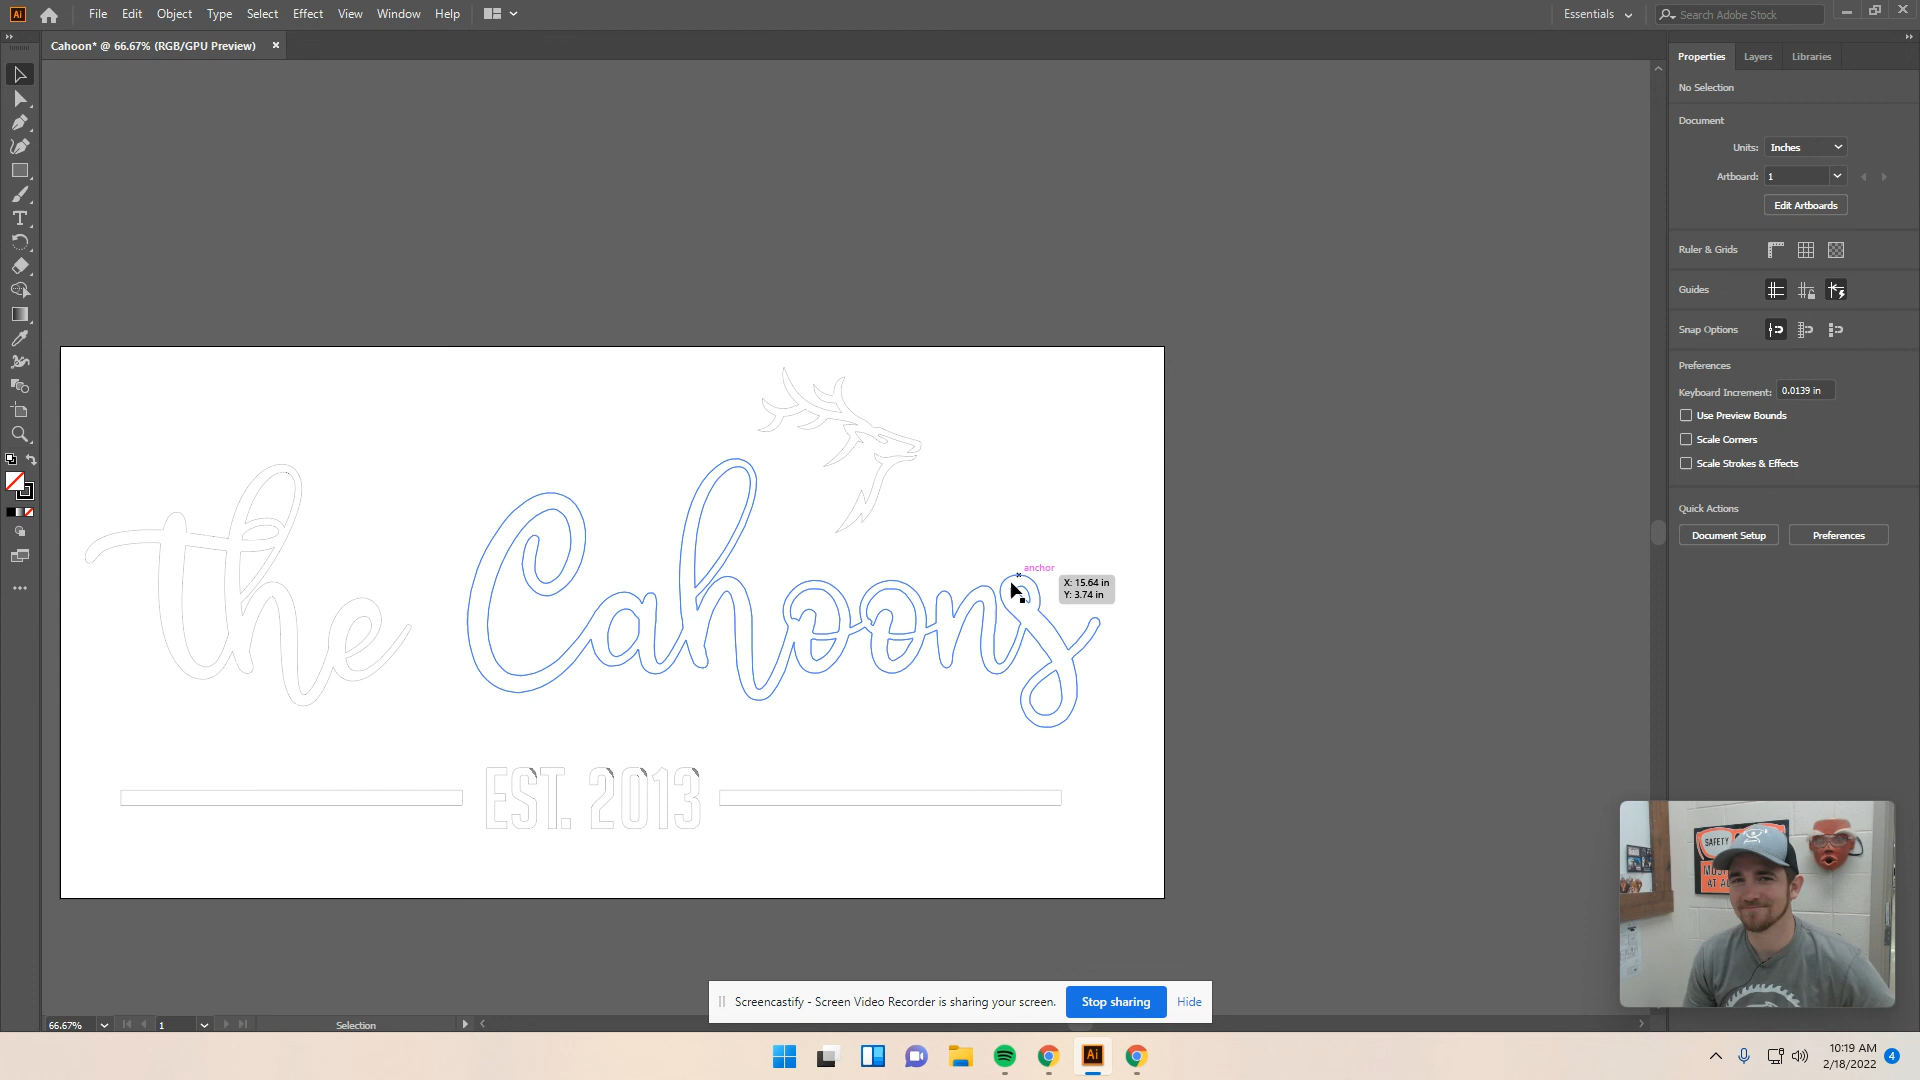 Ai File Edit Object Type Select Effect View Window Help Essentials Search Adobe Stock
Cahoon* @ 66.67% (RGB/GPU Preview)
Properties Layers Libraries
No Selection
Document
Units: Inches
Artboard: 1
Edit Artboards
Ruler & Grids
Guides
Snap Options
Preferences
Keyboard Increment: 0.0139 in
Use Preview Bounds
Scale Corners
Scale Strokes & Effects
Quick Actions
Document Setup Preferences
the Cahoons
anchor
X: 15.64 in
Y: 3.74 in
EST. 2013
SAFETY
AT
Screencastify - Screen Video Recorder is sharing your screen. Stop sharing Hide
66.67% 1 Selection
Ai
10:19 AM
2/18/2022
4